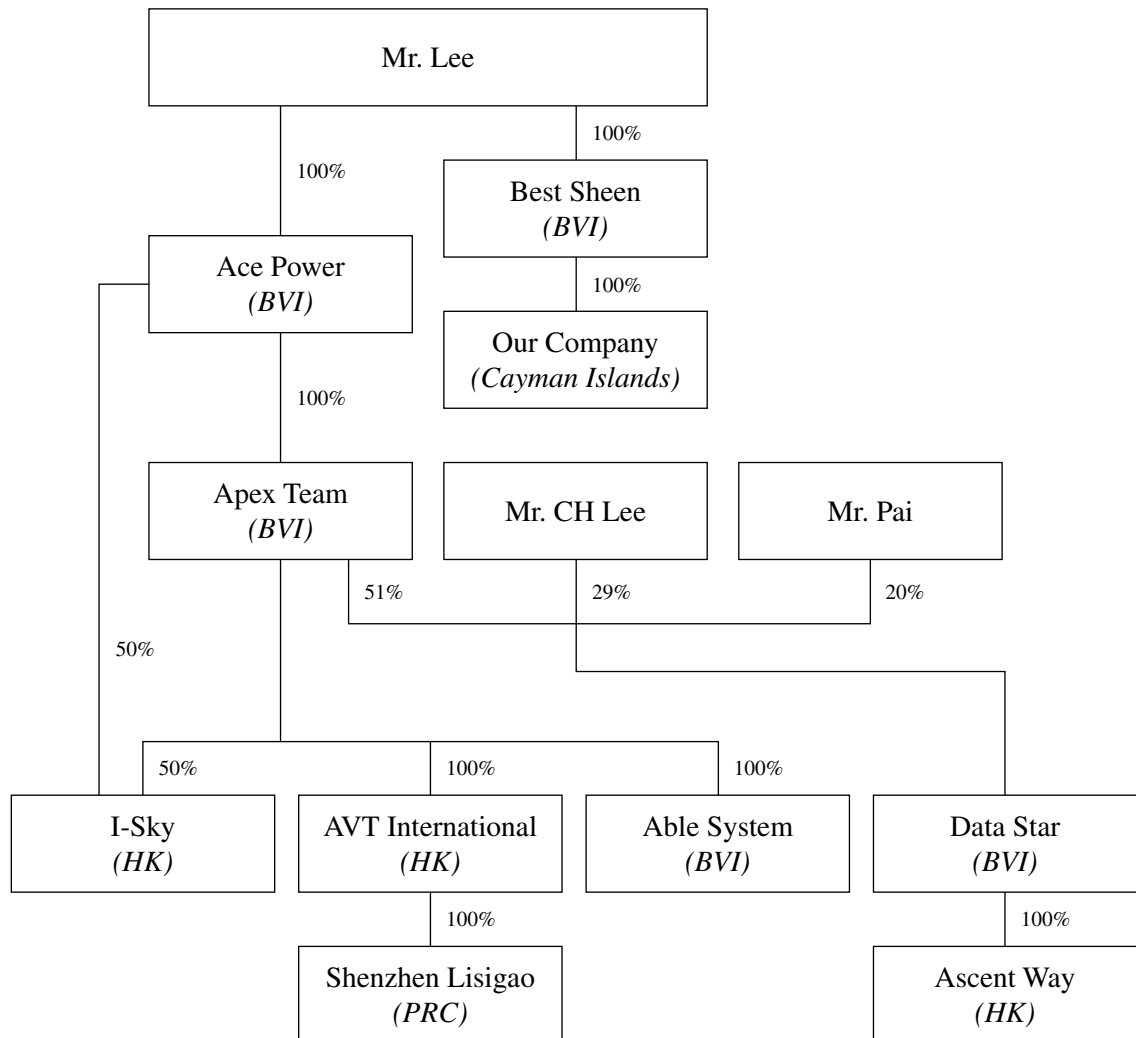 Mr. Lee
100%
100%
Best Sheen
(BVI)
Ace Power
(BVI)
100%
Our Company
(Cayman Islands)
100%
Apex Team
(BVI)
Mr. CH Lee
Mr. Pai
51%
29%
20%
50%
50%
100%
100%
I-Sky
(HK)
AVT International
(HK)
Able System
(BVI)
Data Star
(BVI)
100%
100%
Shenzhen Lisigao
(PRC)
Ascent Way
(HK)